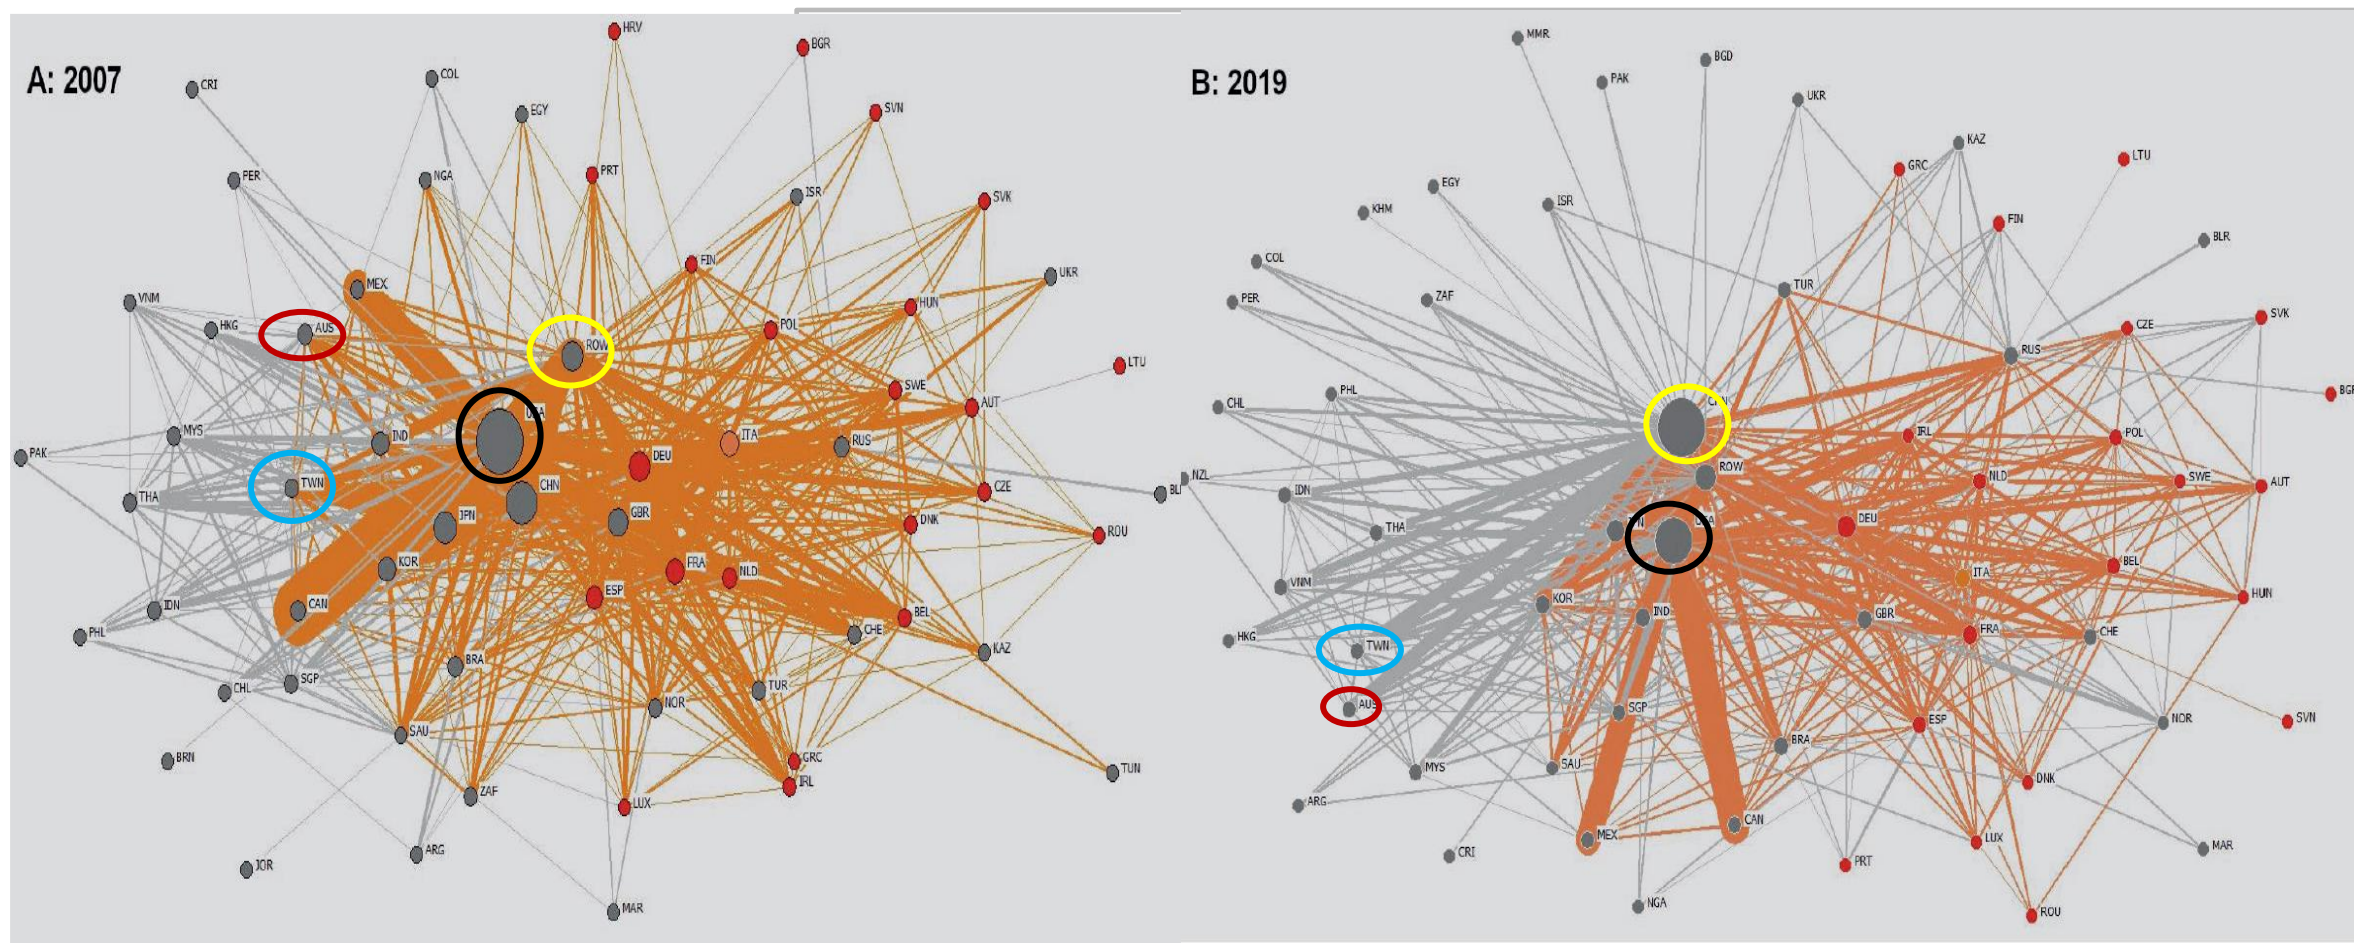 A: 2007
HRV
BGR
COL
CRI
EGY
SVN
PRT
PER
NGA
ISR
SVK
FIN
UKR
MEX
VNM
HUN
HKG
AUS
POL
ROW
LTU
SWE
AUT
USA
MYS
IND
ITA
RUS
PAK
DEU
TWN
CHN
CZE
THA
JPN
GBR
DNK
ROU
KOR
FRA
NLD
ESP
IDN
CAN
BEL
PHL
CHE
KAZ
BRA
CHL
SGP
TUR
NOR
SAU
BRN
GRC
TUN
IRL
ZAF
LUX
ARG
JOR
MAR
B: 2019
MMR
BGD
PAK
UKR
KAZ
LTU
GRC
EGY
ISR
KHM
FIN
BLR
COL
TUR
PER
ZAF
SVK
CZE
RUS
PHL
BGR
CHL
IRL
POL
ROW
NLD
NZL
SWE
AUT
IDN
DEU
THA
BEL
ITA
VNM
HUN
KOR
IND
GBR
FRA
CHE
HKG
TWN
AUS
SGP
ESP
NOR
SVN
BRA
MYS
SAU
DNK
ARG
CAN
MEX
LUX
MAR
CRI
PRT
NGA
ROU